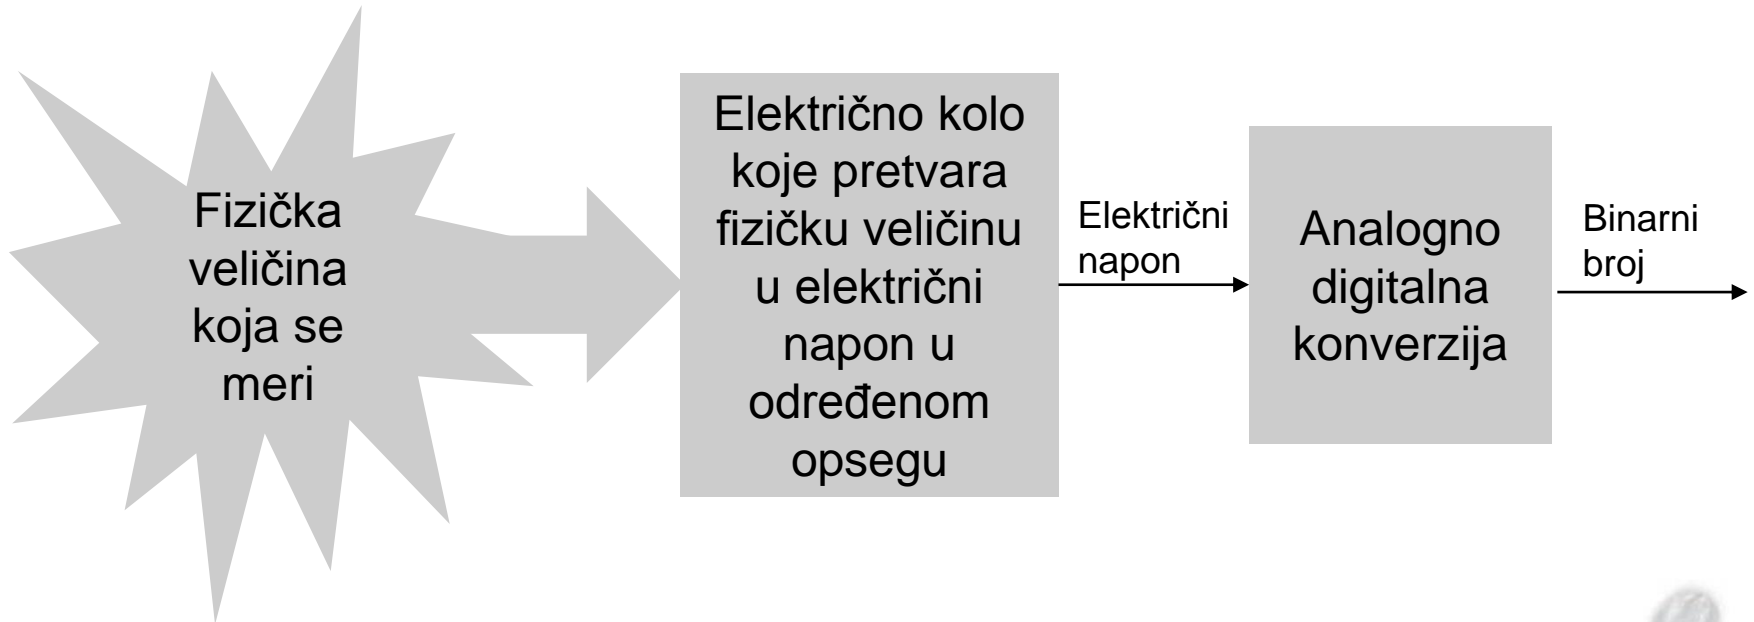 Fizička
veličina
koja se
meri
Električno kolo
koje pretvara
fizičku veličinu
u električni
napon u
određenom
opsegu
Električni
napon
Analogno
digitalna
konverzija
Binarni
broj